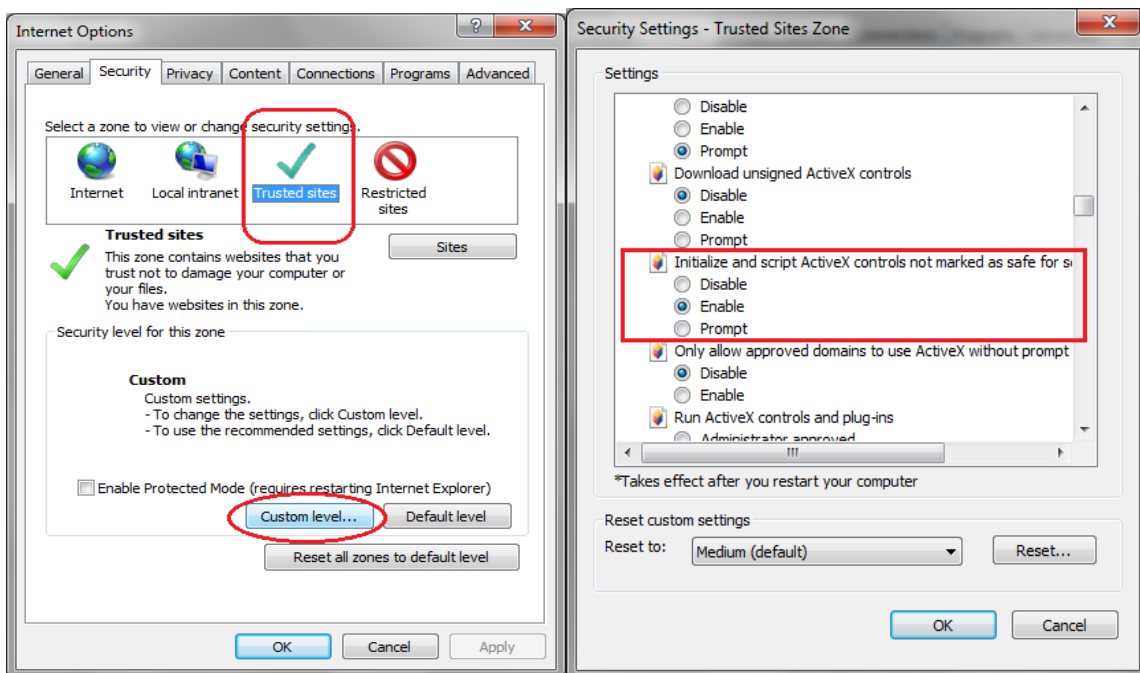 Internet Options
General Security Privacy Content Connections Programs Advanced
Select a zone to view or change security settings.
Internet
Local intranet
Trusted sites
Restricted
sites
Trusted sites
Sites
This zone contains websites that you
trust not to damage your computer or
your files.
You have websites in this zone.
Security level for this zone
Custom
Custom settings.
- To change the settings, click Custom level.
- To use the recommended settings, click Default level.
Enable Protected Mode (requires restarting Internet Explorer)
Custom level... Default level
Reset all zones to default level
OK Cancel Apply
Security Settings - Trusted Sites Zone
Settings
Disable
Enable
Prompt
Download unsigned ActiveX controls
Disable
Enable
Prompt
Initialize and script ActiveX controls not marked as safe for
Disable
Enable
Prompt
Only allow approved domains to use ActiveX without prompt
Disable
Enable
Run ActiveX controls and plug-ins
Administrator approved
*Takes effect after you restart your computer
Reset custom settings
Reset to: Medium (default) Reset...
OK Cancel